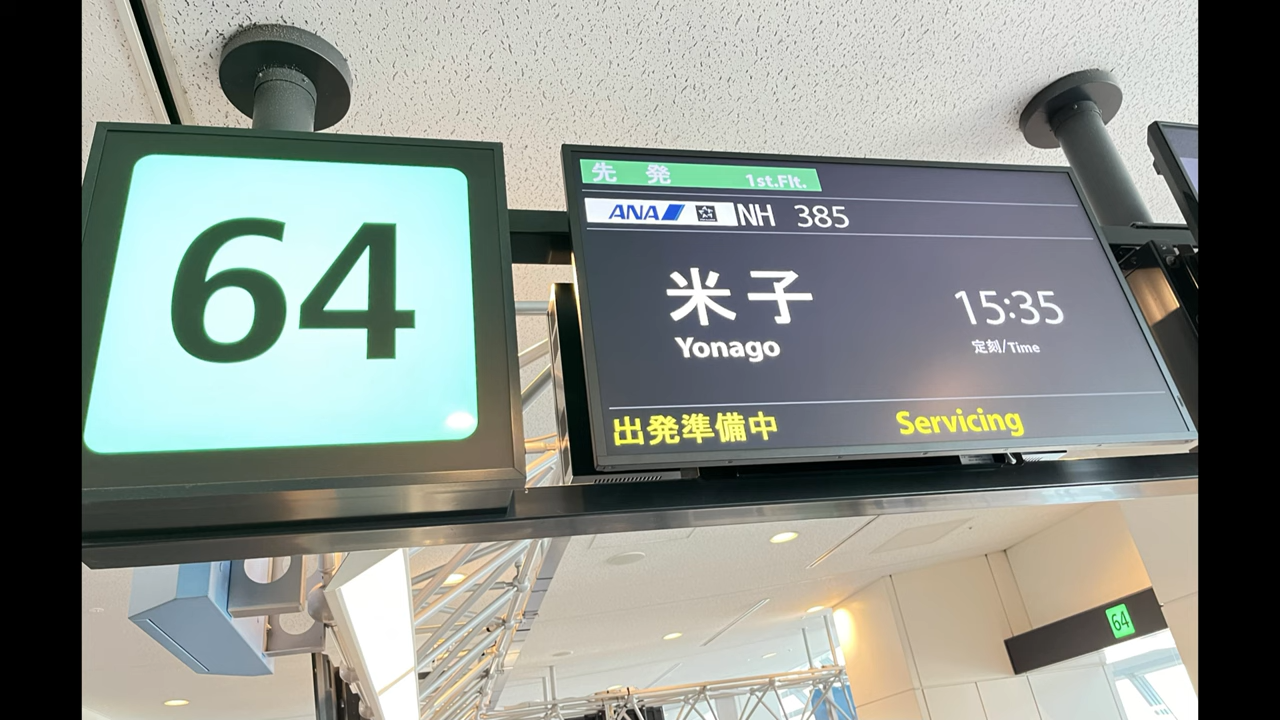 64
先 発 1st.Flt.
ANA NH 385
米子 15:35
Yonago 定刻/Time
出発準備中 Servicing
64